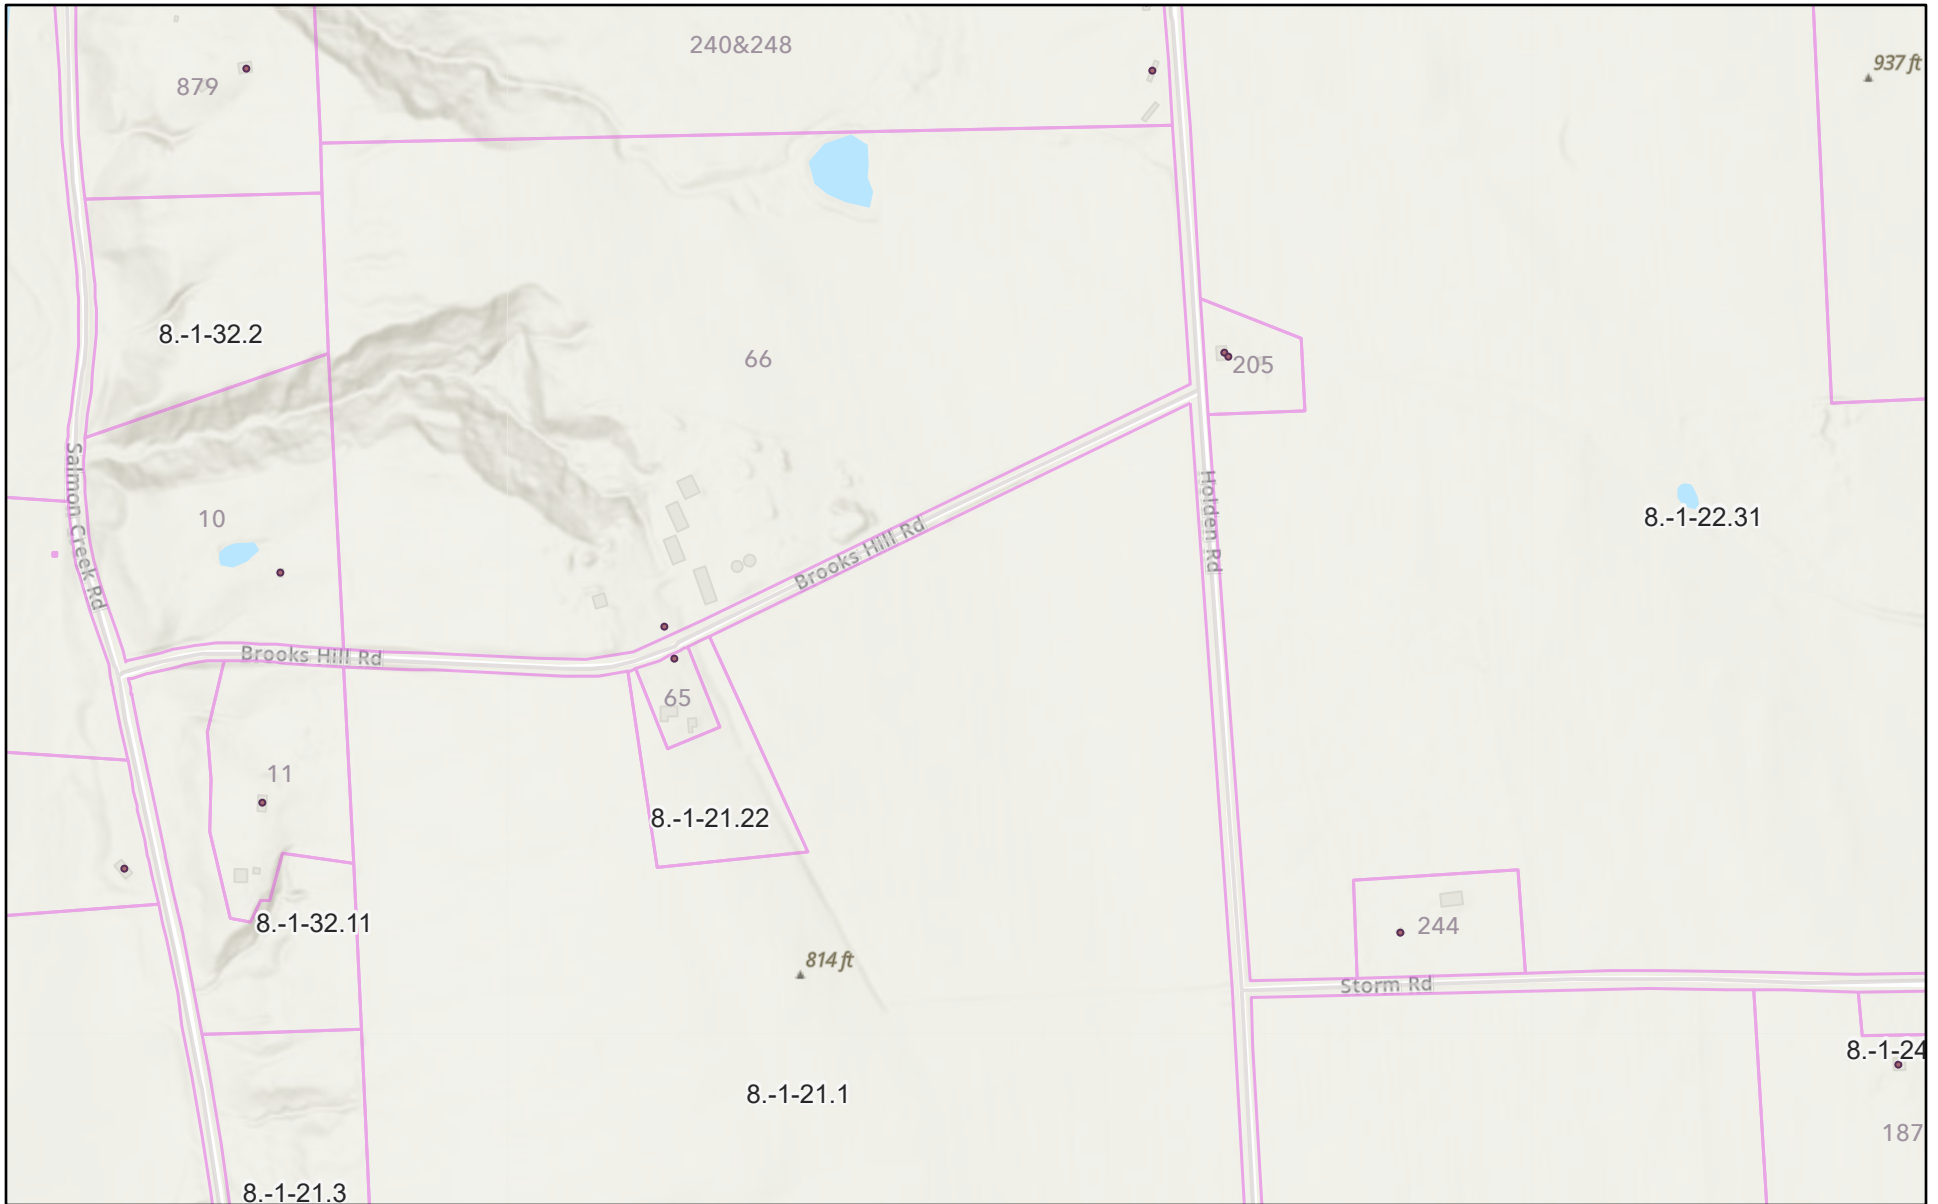 240&248
937 ft
879
8.-1-32.2
66
205
Salmon Creek Rd
10
Holden Rd
8.-1-22.31
Brooks Hill Rd
Brooks Hill Rd
65
11
8.-1-21.22
8.-1-32.11
244
814 ft
Storm Rd
8.-1-24
8.-1-21.1
187
8.-1-21.3